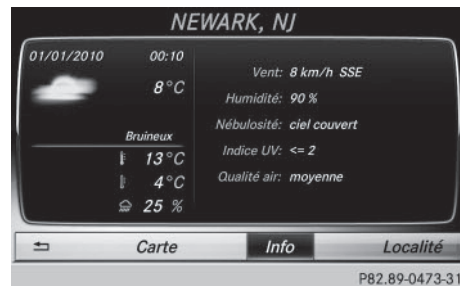 NEWARK, NJ
01/01/2010 00:10
8°C
Bruineux
13°C
4°C
25 %
Vent: 8 km/h SSE
Humidité: 90 %
Nébulosité: ciel couvert
Indice UV: <= 2
Qualité air: moyenne
Carte Info Localité
P82.89-0473-31